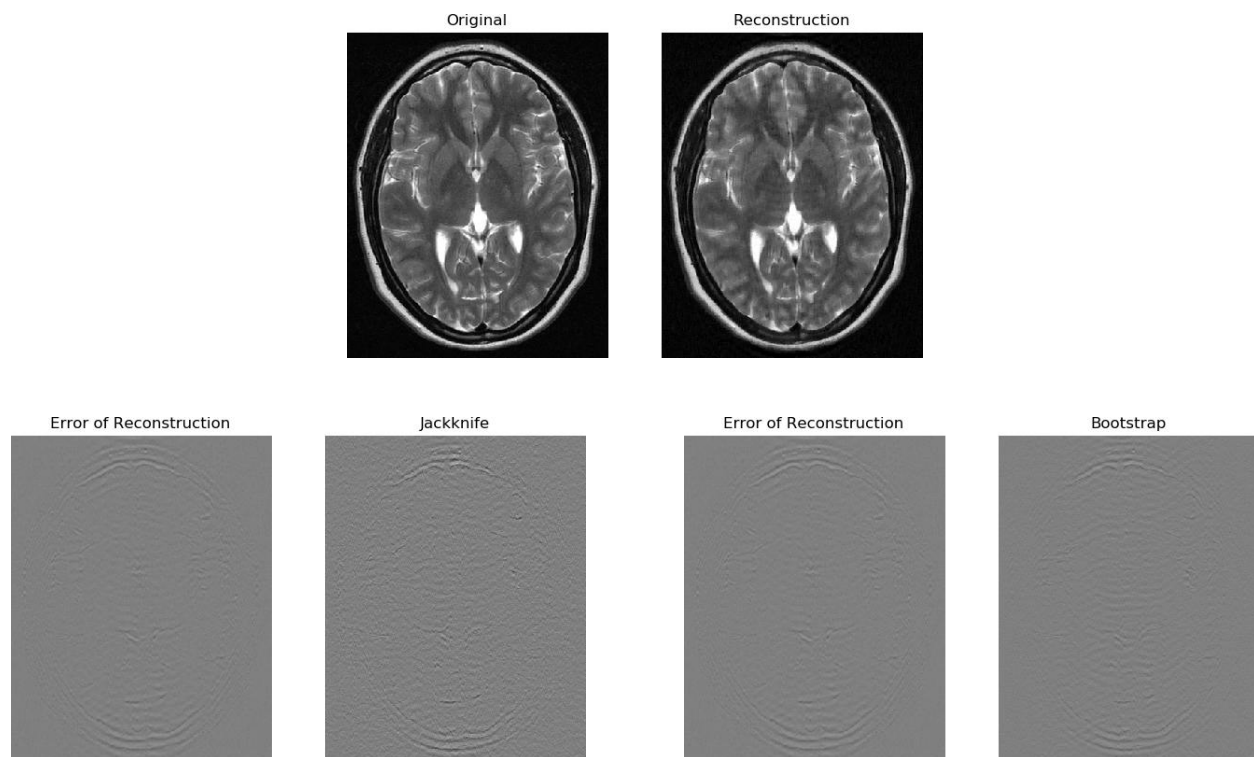 Original
Reconstruction
Error of Reconstruction
Jackknife
Error of Reconstruction
Bootstrap